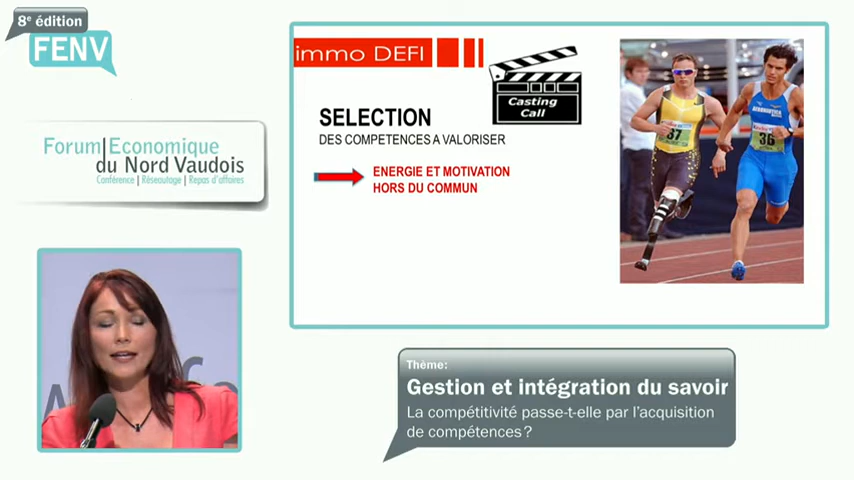 8e édition
FENV
Forum|Economique
du Nord Vaudois
Conférence | Réseautage | Repas d'affaires
immo DEFI
Casting
Call
SELECTION
DES COMPETENCES A VALORISER
ENERGIE ET MOTIVATION
HORS DU COMMUN
37
36
Thème:
Gestion et intégration du savoir
La compétitivité passe-t-elle par l'acquisition
de compétences ?